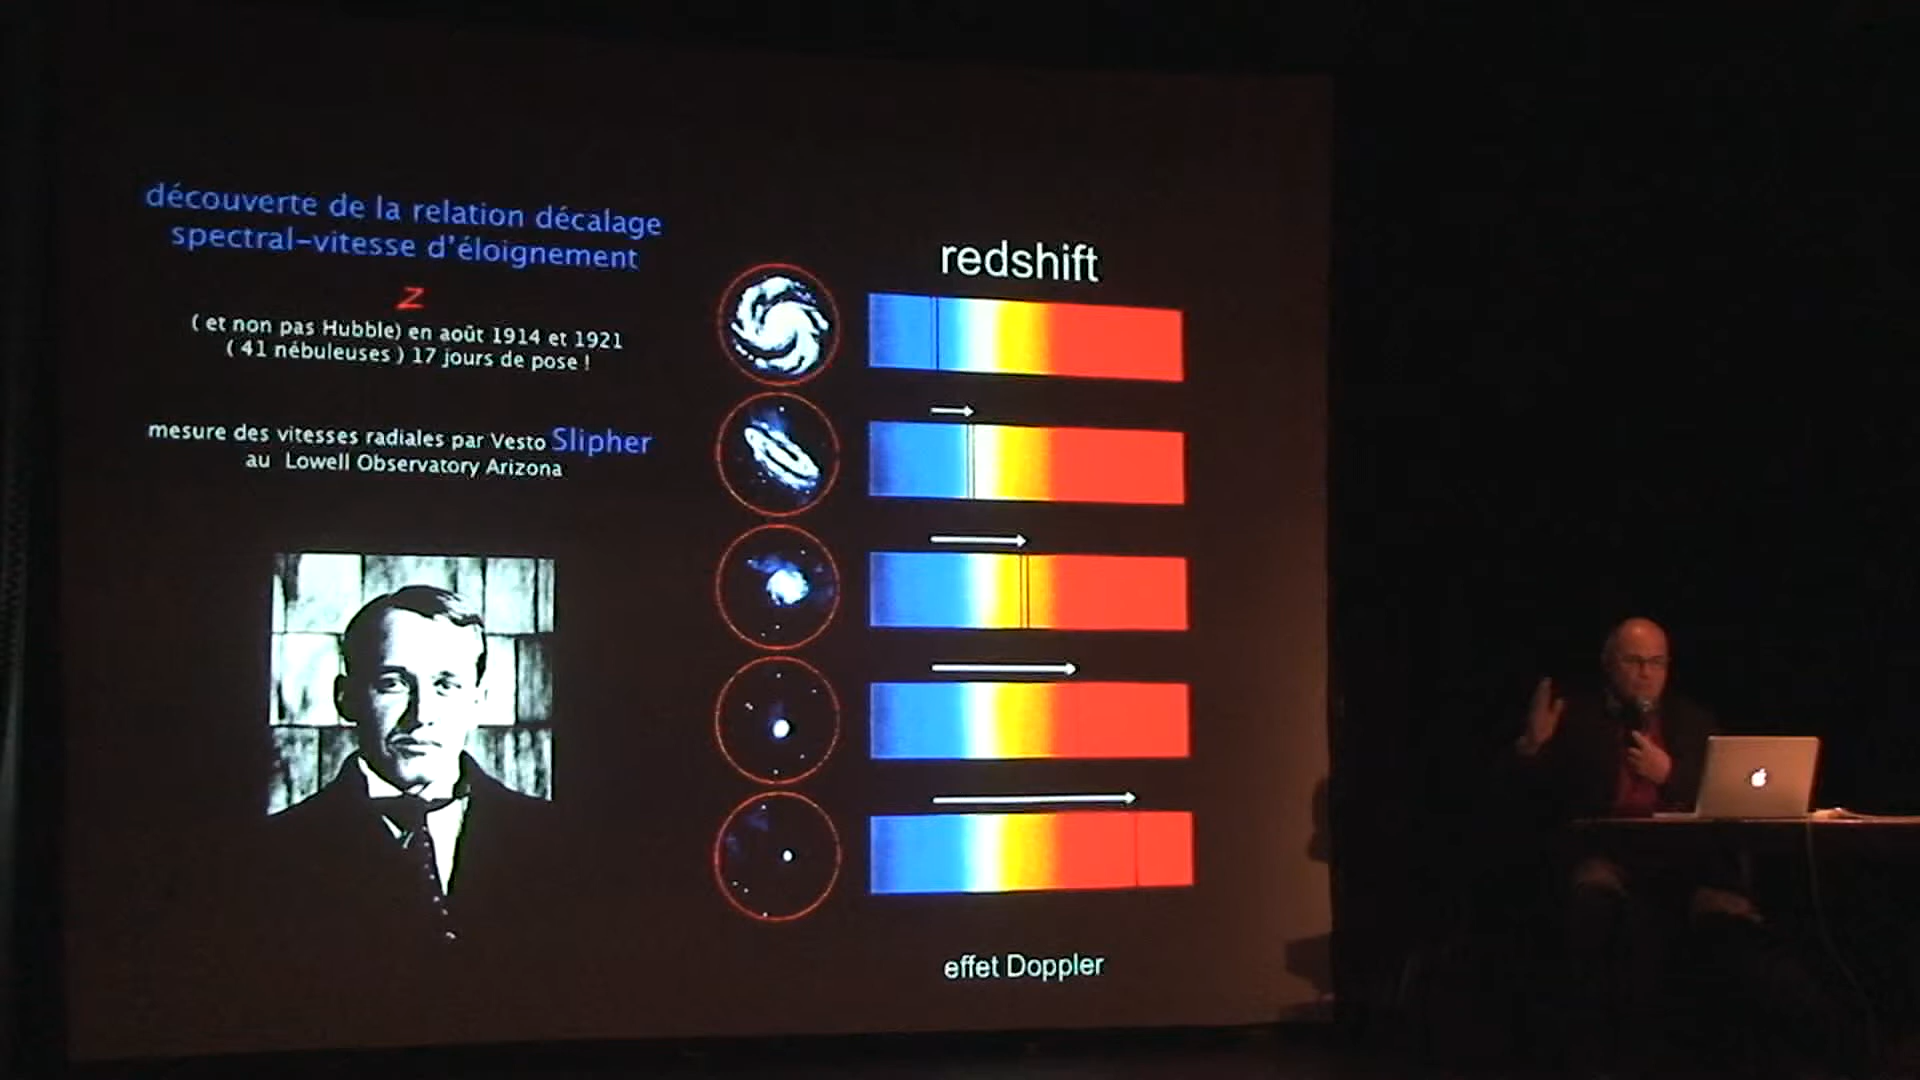 découverte de la relation décalage
spectral-vitesse d'éloignement
z
( et non pas Hubble) en août 1914 et 1921
( 41 nébuleuses ) 17 jours de pose !
mesure des vitesses radiales par Vesto Slipher
au Lowell Observatory Arizona
redshift
effet Doppler